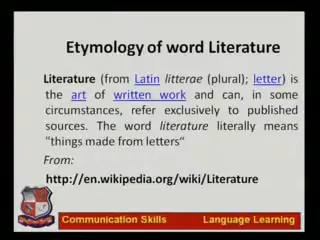 Etymology of word Literature
Literature (from Latin litterae (plural); letter) is
the art of written work and can, in some
circumstances, refer exclusively to published
sources. The word literature literally means
"things made from letters“
From:
http://en.wikipedia.org/wiki/Literature
Communication Skills Language Learning